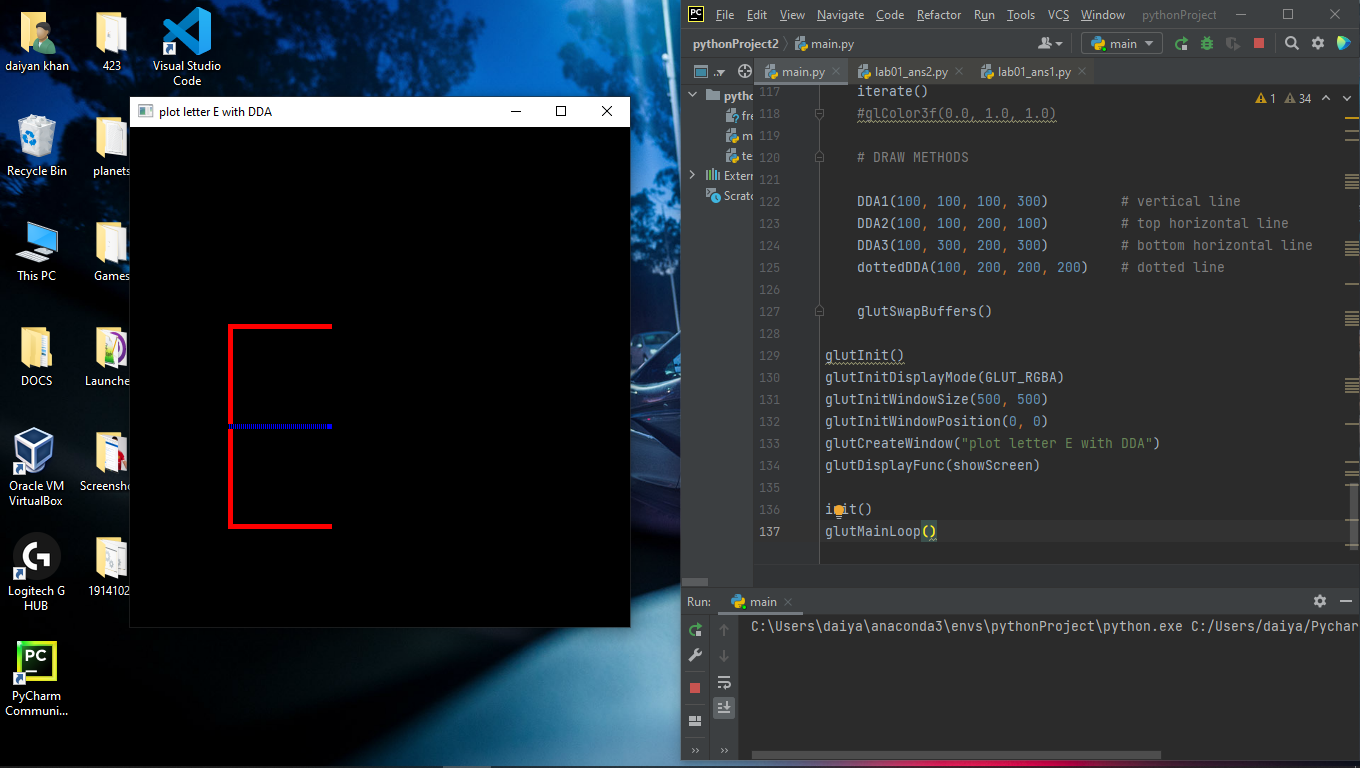 daiyan khan
423
Visual Studio
Code
Recycle Bin
planets
This PC
Games
DOCS
Launche
Oracle VM
VirtualBox
Screensho
Logitech G
HUB
1914102
PC
PyCharm
Communi...
plot letter E with DDA
PC File Edit View Navigate Code Refactor Run Tools VCS Window pythonProject
pythonProject2 main.py main
main.py lab02_ans2.py lab01_ans1.py
pytho
fre
m
te
Extern
Scratc
1 34
117 iterate()
118 #glColor3f(0.0, 1.0, 1.0)
119
120 # DRAW METHODS
121
122 DDA1(100, 100, 100, 300) # vertical line
123 DDA2(100, 100, 200, 100) # top horizontal line
124 DDA3(100, 300, 200, 300) # bottom horizontal line
125 dottedDDA(100, 200, 200, 200) # dotted line
126
127 glutSwapBuffers()
128
129 glutInit()
130 glutInitDisplayMode(GLUT_RGBA)
131 glutInitWindowSize(500, 500)
132 glutInitWindowPosition(0, 0)
133 glutCreateWindow("plot letter E with DDA")
134 glutDisplayFunc(showScreen)
135
136 init()
137 glutMainLoop()
Run: main
C:\Users\daiya\anaconda3\envs\pythonProject\python.exe C:/Users/daiya/Pychar